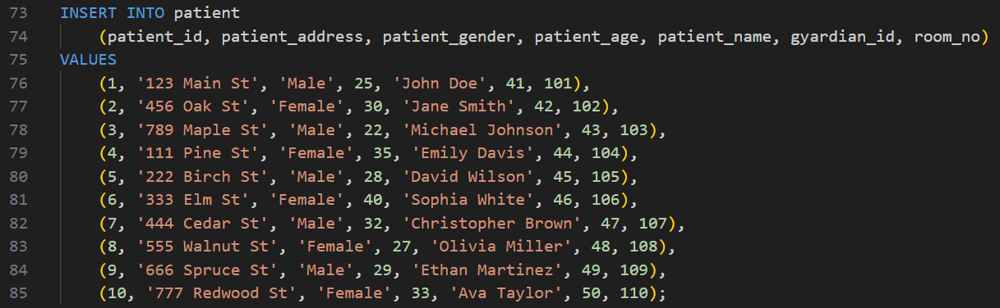 73 INSERT INTO patient
74 (patient_id, patient_address, patient_gender, patient_age, patient_name, gyardian_id, room_no)
75 VALUES
76 (1, '123 Main St', 'Male', 25, 'John Doe', 41, 101),
77 (2, '456 Oak St', 'Female', 30, 'Jane Smith', 42, 102),
78 (3, '789 Maple St', 'Male', 22, 'Michael Johnson', 43, 103),
79 (4, '111 Pine St', 'Female', 35, 'Emily Davis', 44, 104),
80 (5, '222 Birch St', 'Male', 28, 'David Wilson', 45, 105),
81 (6, '333 Elm St', 'Female', 40, 'Sophia White', 46, 106),
82 (7, '444 Cedar St', 'Male', 32, 'Christopher Brown', 47, 107),
83 (8, '555 Walnut St', 'Female', 27, 'Olivia Miller', 48, 108),
84 (9, '666 Spruce St', 'Male', 29, 'Ethan Martinez', 49, 109),
85 (10, '777 Redwood St', 'Female', 33, 'Ava Taylor', 50, 110);